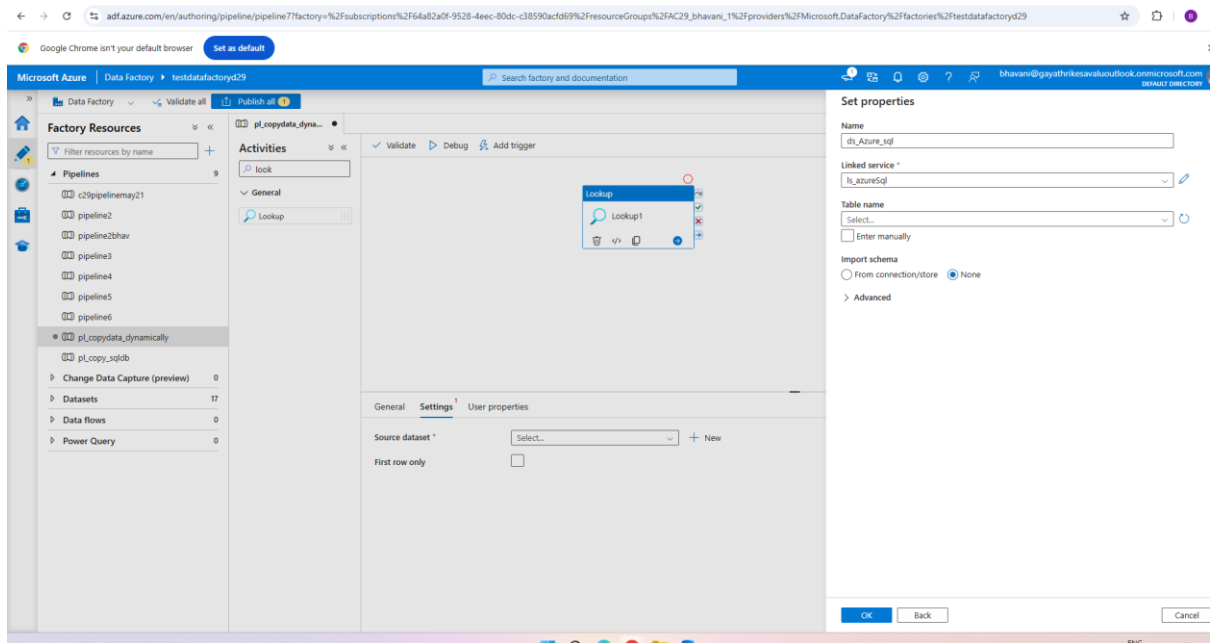 adf.azure.com/en/authoring/pipeline/pipeline7?factory=%2Fsubscriptions%2F64a82a0f-9528-4eec-80dc-c38590acfd69%2FresourceGroups%2FAC29_bhavani_1%2Fproviders%2FMicrosoft.DataFactory%2Ffactories%2Ftestdatafactoryd29
Google Chrome isn't your default browser
Set as default
Microsoft Azure
Data Factory
testdatafactoryd29
Search factory and documentation
bhavani@gayathrikesavaluoutlook.onmicrosoft.com
DEFAULT DIRECTORY
Data Factory
Validate all
Publish all 1
Factory Resources
Filter resources by name
Pipelines 9
c29pipelinemay21
pipeline2
pipeline2bhav
pipeline3
pipeline4
pipeline5
pipeline6
pl_copydata_dynamically
pl_copy_sqldb
Change Data Capture (preview) 0
Datasets 17
Data flows 0
Power Query 0
pl_copydata_dyna...
Activities
look
General
Lookup
Validate
Debug
Add trigger
Lookup
Lookup1
General
Settings 1
User properties
Source dataset *
Select...
New
First row only
Set properties
Name
ds_Azure_sql
Linked service *
ls_azureSql
Table name
Select...
Enter manually
Import schema
From connection/store
None
Advanced
OK
Back
Cancel